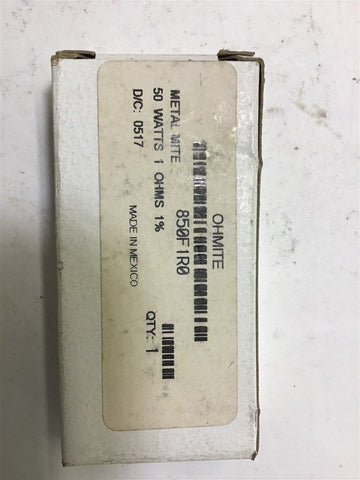 OHMITE
850F1R0
METAL MITE
50 WATTS 1 OHMS 1%
D/C: 0517
MADE IN MEXICO
QTY: 1